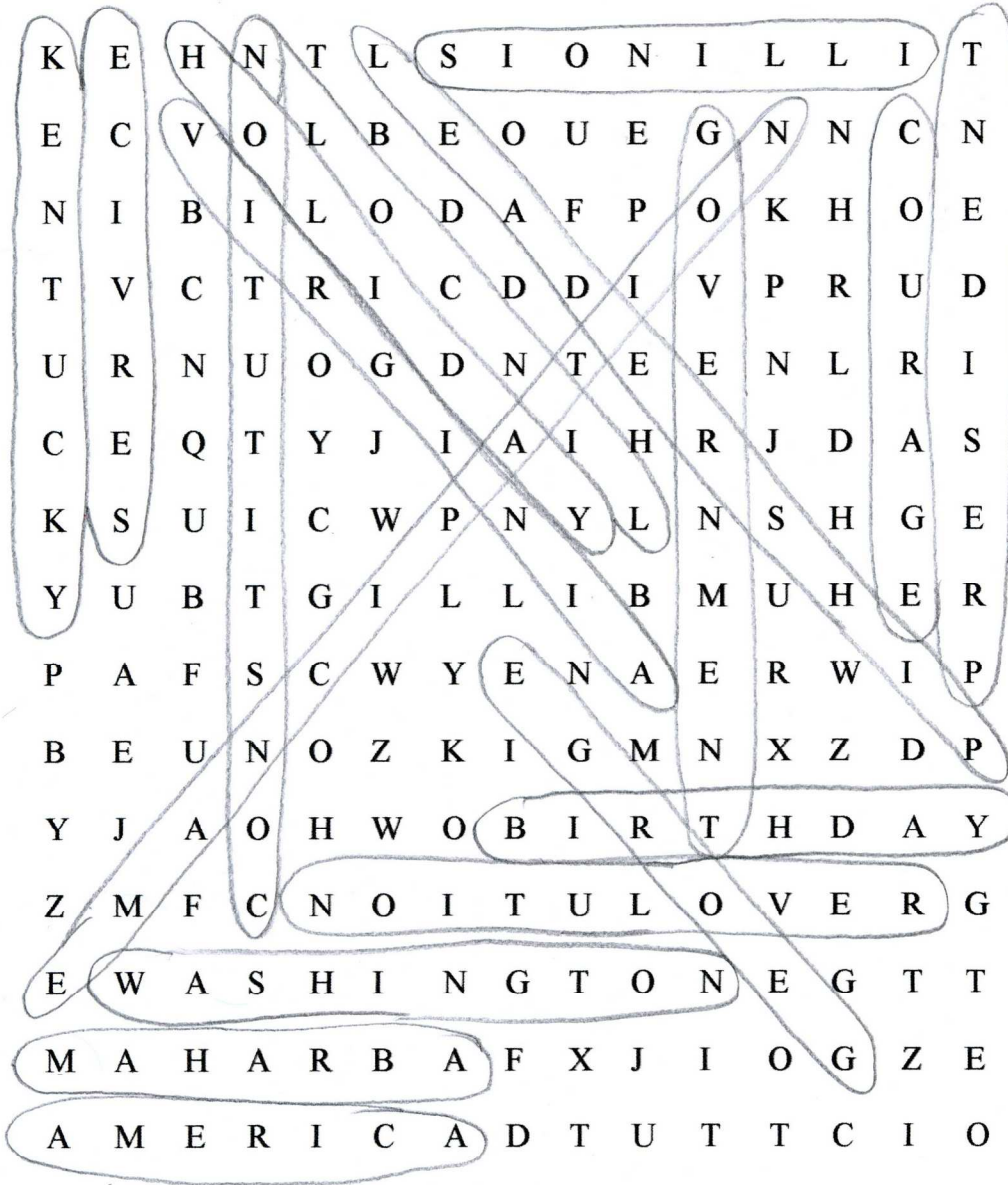 K E H N T L S I O N I L L I T
E C V O L B E O U E G N N C N
N I B I L O D A F P O K H O E
T V C T R I C D D I V P R U D
U R N U O G D N T E E N L R I
C E Q T Y J I A I H R J D A S
K S U I C W P N Y L N S H G E
Y U B T G I L L I B M U H E R
P A F S C W Y E N A E R W I P
B E U N O Z K I G M N X Z D P
Y J A O H W O B I R T H D A Y
Z M F C N O I T U L O V E R G
E W A S H I N G T O N E G T T
M A H A R B A F X J I O G Z E
A M E R I C A D T U T T C I O